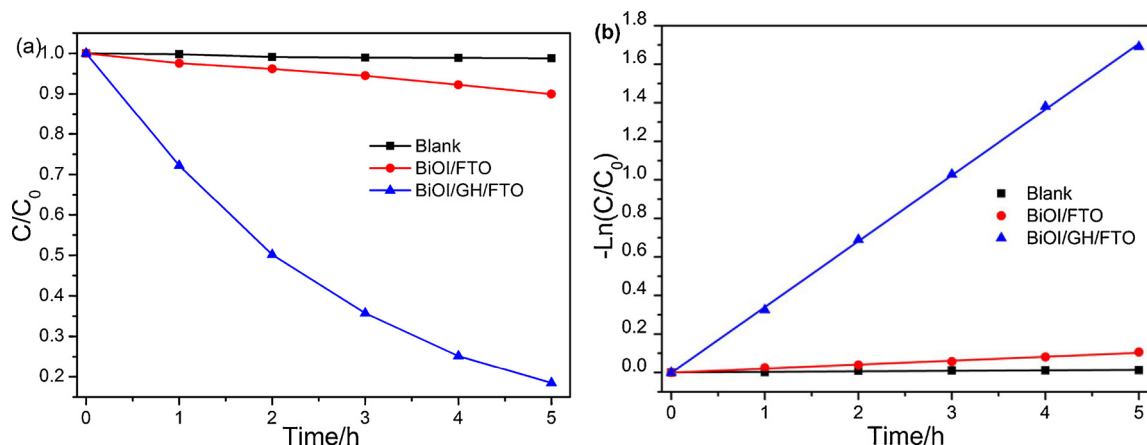 (a)
1.0
0.9
0.8
0.7
0.6
0.5
0.4
0.3
0.2
C/C0
Blank
BiOI/FTO
BiOI/GH/FTO
0 1 2 3 4 5
Time/h
(b)
1.8
1.6
1.4
1.2
1.0
0.8
0.6
0.4
0.2
0.0
-Ln(C/C0)
Blank
BiOI/FTO
BiOI/GH/FTO
0 1 2 3 4 5
Time/h